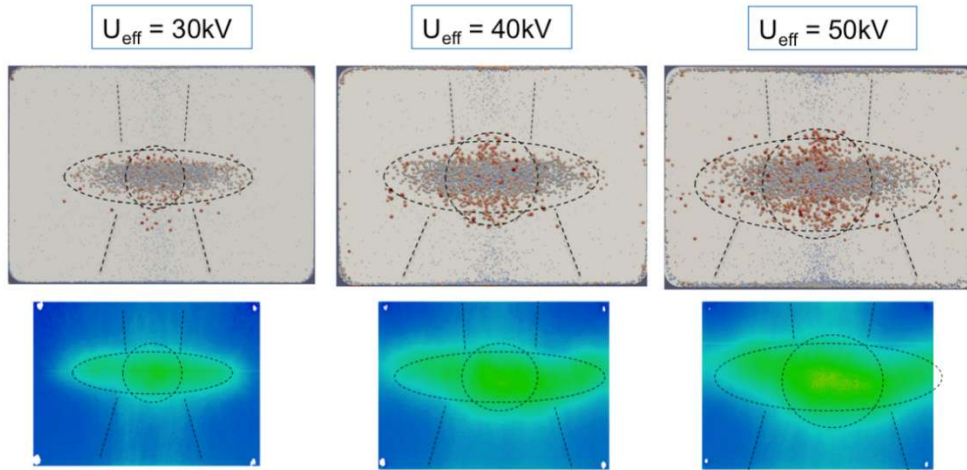 U_eff = 30kV
U_eff = 40kV
U_eff = 50kV